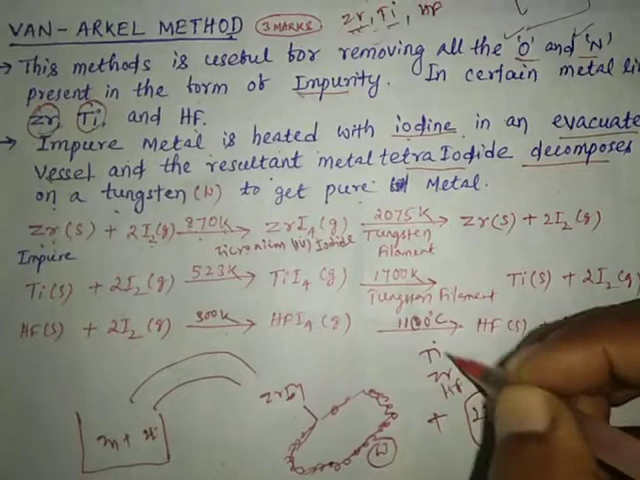 VAN-ARKEL METHOD 3 MARKS Zr, Ti, HF
→ This methods is useful for removing all the 'O' and 'N'
present in the form of Impurity. In certain metal li
Zr, Ti, and HF.
→ Impure Metal is heated with iodine in an evacuate
vessel and the resultant metal tetra Iodide decomposes
on a tungsten (W) to get pure Metal.
Zr(s) + 2I2(g) 870K → ZrI4(g) 2075K → Zr(s) + 2I2(g)
Impure Zirconium (IV) Iodide Tungsten
Filament
Ti(s) + 2I2(g) 523K → TiI4(g) 1700K → Ti(s) + 2I2(g)
Tungsten Filament
HF(s) + 2I2(g) 300K → HFI4(g) 1100°C → HF(s)
Ti
Zr
HF
ZrI4
+
m +
W